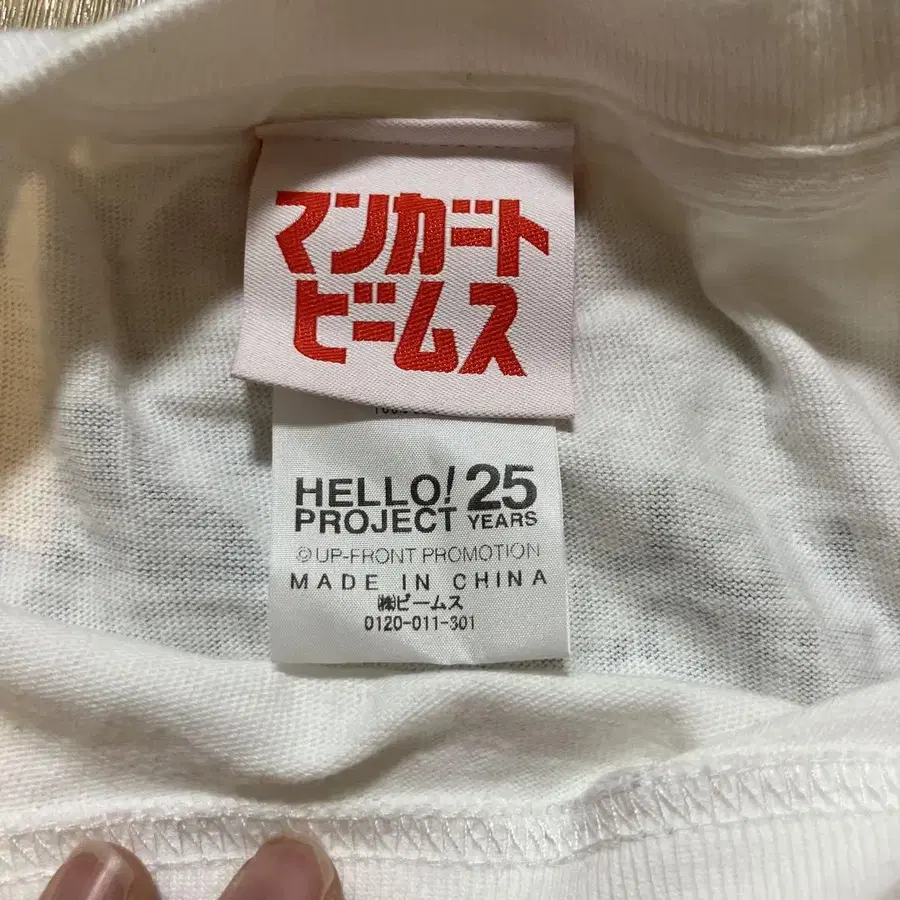 マンガート
ビームス
HELLO! 25
PROJECT YEARS
©UP-FRONT PROMOTION
MADE IN CHINA
㈱ビームス
0120-011-301